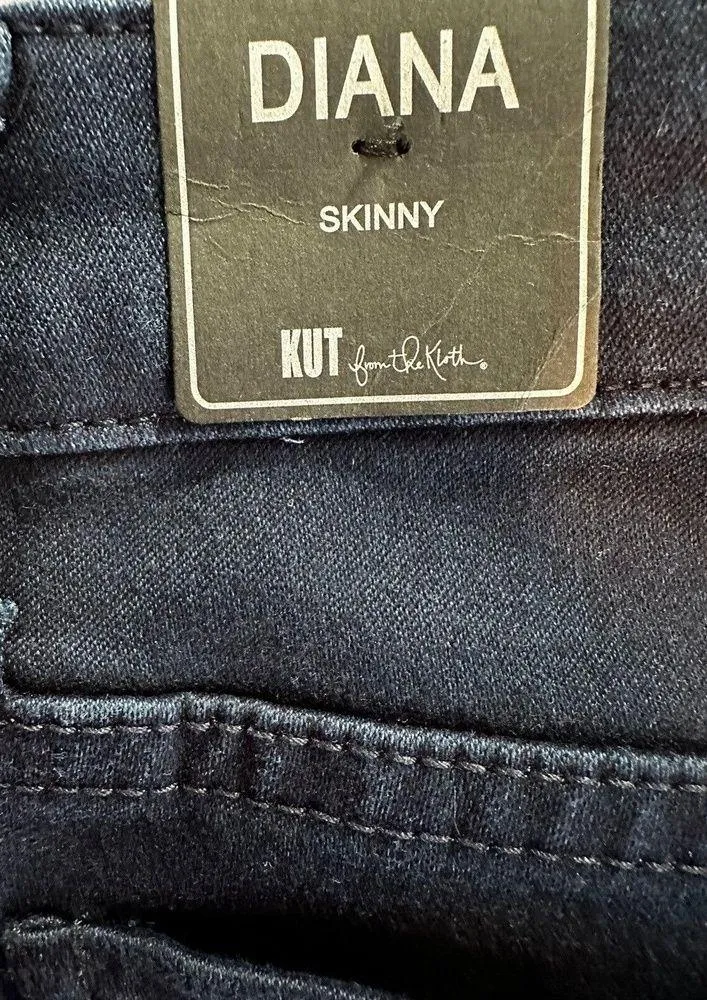 DIANA
SKINNY
KUT from the Kloth®